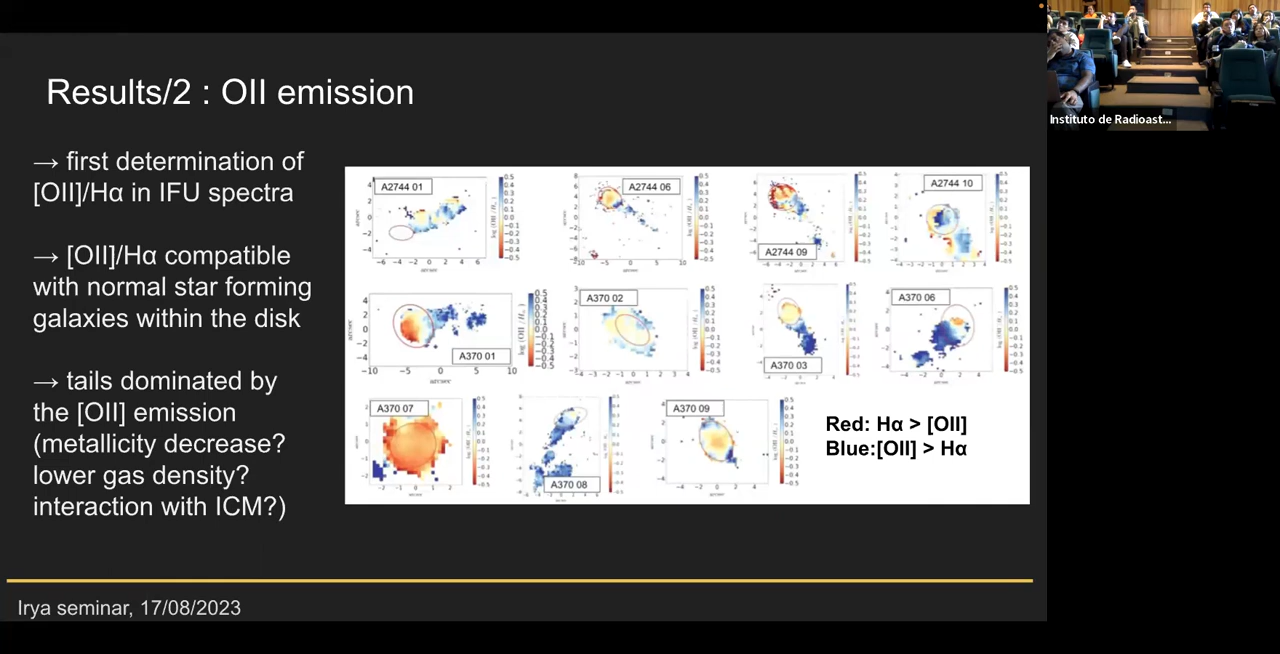 Results/2 : OII emission
→ first determination of
[OII]/Hα in IFU spectra
→ [OII]/Hα compatible
with normal star forming
galaxies within the disk
→ tails dominated by
the [OII] emission
(metallicity decrease?
lower gas density?
interaction with ICM?)
A2744 01
A2744 06
A2744 09
A2744 10
A370 01
A370 02
A370 03
A370 06
A370 07
A370 08
A370 09
Red: Hα > [OII]
Blue:[OII] > Hα
Irya seminar, 17/08/2023
Instituto de Radioast...